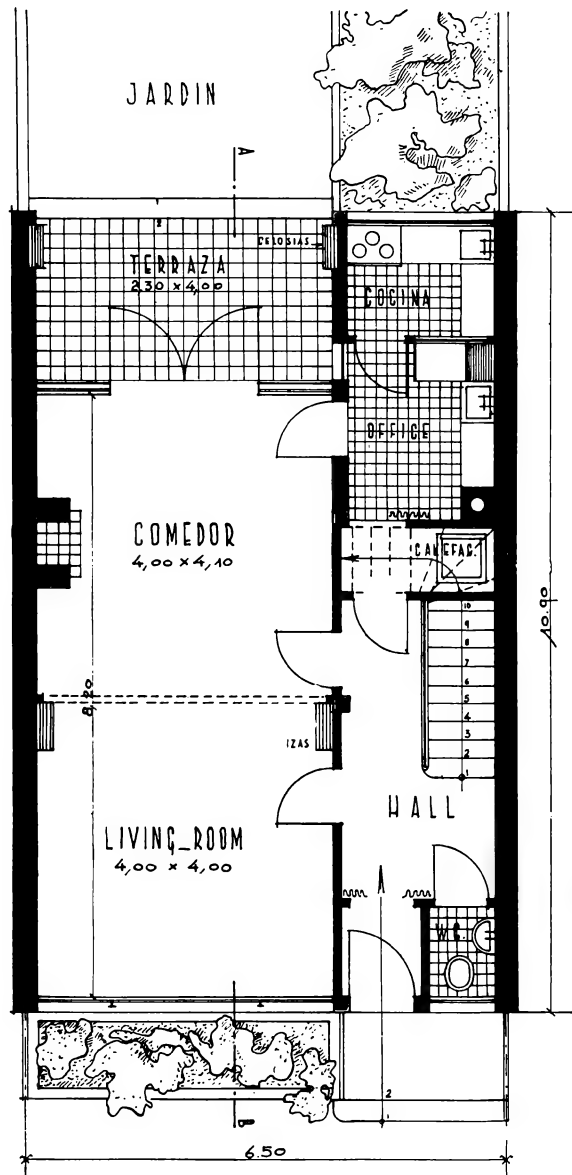 JARDIN
A
CELOSIAS
TERRAZA
2.30 x 4,00
COCINA
OFFICE
COMEDOR
4,00 x 4,10
CALEFAC.
10
9
8
7
6
5
4
3
2
1
10.90
8,20
IZAS
HALL
LIVING_ROOM
4,00 x 4,00
W.C.
2
1
B
6.50